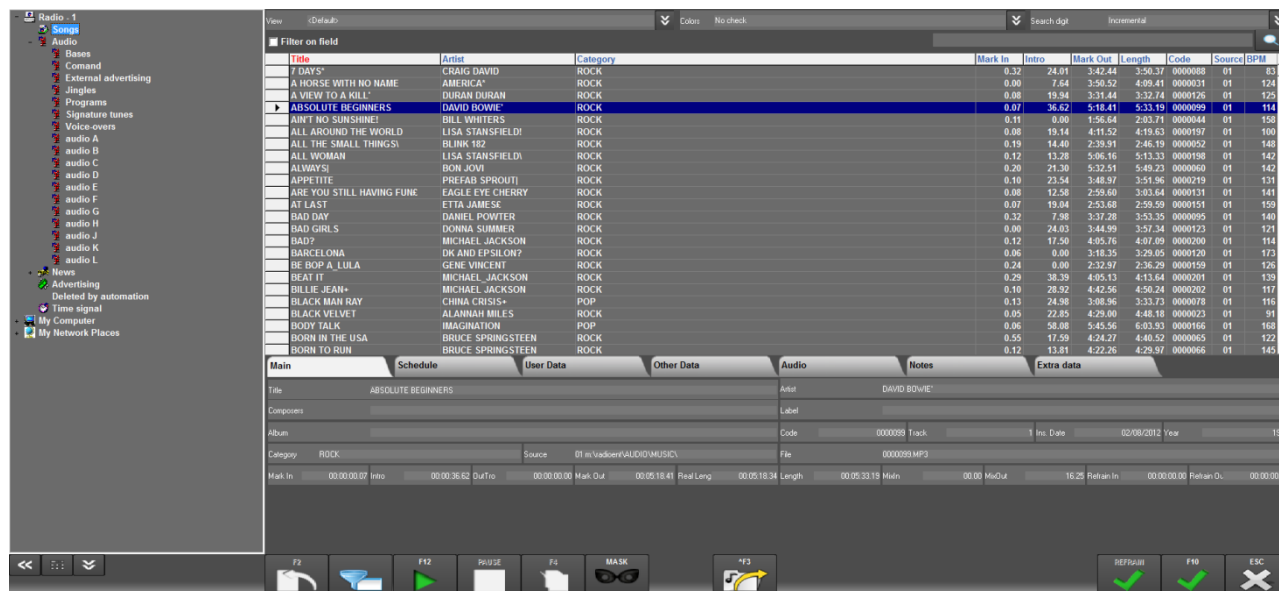 Radio - 1
Songs
Audio
Bases
Comand
External advertising
Jingles
Programs
Signature tunes
Voice-overs
audio A
audio B
audio C
audio D
audio E
audio F
audio G
audio H
audio J
audio K
audio L
News
Advertising
Deleted by automation
Time signal
My Computer
My Network Places
View <Default> Colors No check Search digit Incremental
Filter on field
Title Artist Category Mark In Intro Mark Out Length Code Source BPM
7 DAYS* CRAIG DAVID ROCK 0.32 24.01 3:42.44 3:50.37 0000088 01 83
A HORSE WITH NO NAME AMERICA* ROCK 0.00 7.64 3:50.52 4:09.41 0000031 01 124
A VIEW TO A KILL' DURAN DURAN ROCK 0.08 19.94 3:31.44 3:32.74 0000126 01 125
ABSOLUTE BEGINNERS DAVID BOWIE' ROCK 0.07 36.62 5:18.41 5:33.19 0000099 01 114
AIN'T NO SUNSHINE! BILL WHITERS ROCK 0.11 0.00 1:56.64 2:03.71 0000044 01 158
ALL AROUND THE WORLD LISA STANSFIELD! ROCK 0.08 19.14 4:11.52 4:19.63 0000197 01 100
ALL THE SMALL THINGS\ BLINK 182 ROCK 0.19 14.40 2:39.91 2:46.19 0000052 01 148
ALL WOMAN LISA STANSFIELD\ ROCK 0.12 13.28 5:06.16 5:13.33 0000198 01 142
ALWAYS| BON JOVI ROCK 0.20 21.30 5:32.51 5:49.23 0000060 01 142
APPETITE PREFAB SPROUT| ROCK 0.10 23.54 3:48.97 3:51.96 0000219 01 131
ARE YOU STILL HAVING FUN£ EAGLE EYE CHERRY ROCK 0.08 12.58 2:59.60 3:03.64 0000131 01 141
AT LAST ETTA JAMES£ ROCK 0.07 19.04 2:53.68 2:59.59 0000151 01 159
BAD DAY DANIEL POWTER ROCK 0.32 7.98 3:37.28 3:53.35 0000095 01 140
BAD GIRLS DONNA SUMMER ROCK 0.00 24.03 3:44.99 3:57.34 0000123 01 121
BAD? MICHAEL JACKSON ROCK 0.12 17.50 4:05.76 4:07.09 0000200 01 114
BARCELONA DK AND EPSILON? ROCK 0.06 0.00 3:18.35 3:29.05 0000120 01 173
BE BOP A_LULA GENE VINCENT ROCK 0.24 0.00 2:32.97 2:36.29 0000159 01 126
BEAT IT MICHAEL_JACKSON ROCK 0.29 38.39 4:05.13 4:13.64 0000201 01 139
BILLIE JEAN+ MICHAEL JACKSON ROCK 0.10 28.92 4:42.56 4:50.24 0000202 01 117
BLACK MAN RAY CHINA CRISIS+ POP 0.13 24.98 3:08.96 3:33.73 0000078 01 116
BLACK VELVET ALANNAH MILES ROCK 0.05 22.85 4:29.00 4:48.18 0000023 01 91
BODY TALK IMAGINATION POP 0.06 58.08 5:45.56 6:03.93 0000166 01 168
BORN IN THE USA BRUCE SPRINGSTEEN ROCK 0.55 17.59 4:24.27 4:40.52 0000065 01 122
BORN TO RUN BRUCE SPRINGSTEEN ROCK 0.12 13.81 4:22.26 4:29.97 0000066 01 145
Main Schedule User Data Other Data Audio Notes Extra data
Title ABSOLUTE BEGINNERS Artist DAVID BOWIE'
Composers Label
Album Code 0000099 Track 1 Ins. Date 02/08/2012 Year 19
Category ROCK Source 01 m:\radioent\AUDIO\MUSIC\ File 0000099.MP3
Mark In 00:00:00.07 Intro 00:00:36.62 OutTro 00:00:00.00 Mark Out 00:05:18.41 Real Leng 00:05:18.34 Length 00:05:33.19 MixIn 00.00 MixOut 16.25 Refrain In 00:00:00.00 Refrain Ou 00:00:00
F2 F12 PAUSE F4 MASK ^F3 REFRAIN F10 ESC